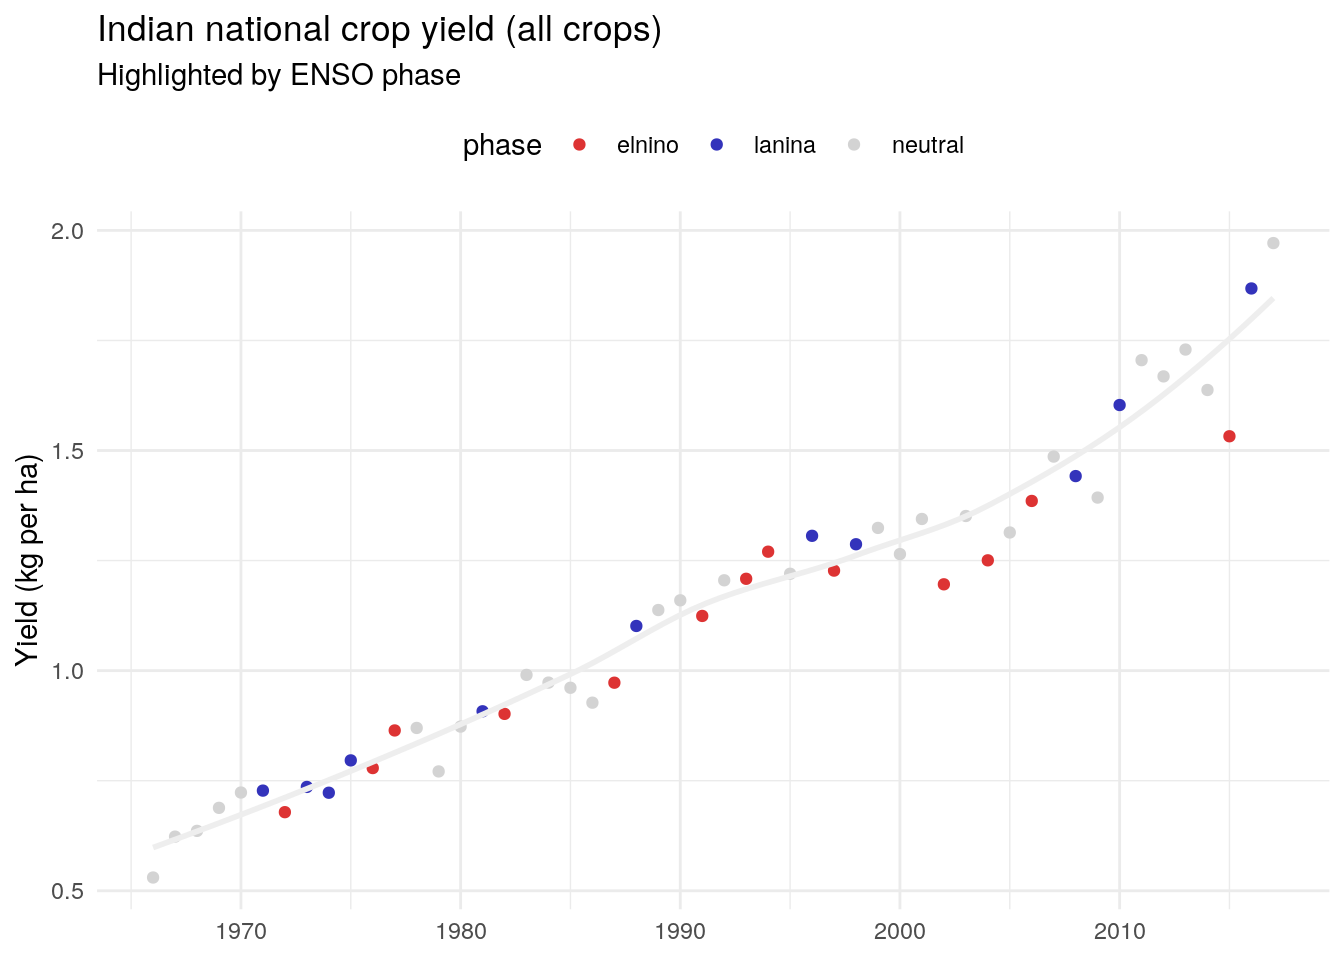 Indian national crop yield (all crops)
Highlighted by ENSO phase
phase elnino lanina neutral
2.0
1.5
1.0
0.5
Yield (kg per ha)
1970 1980 1990 2000 2010